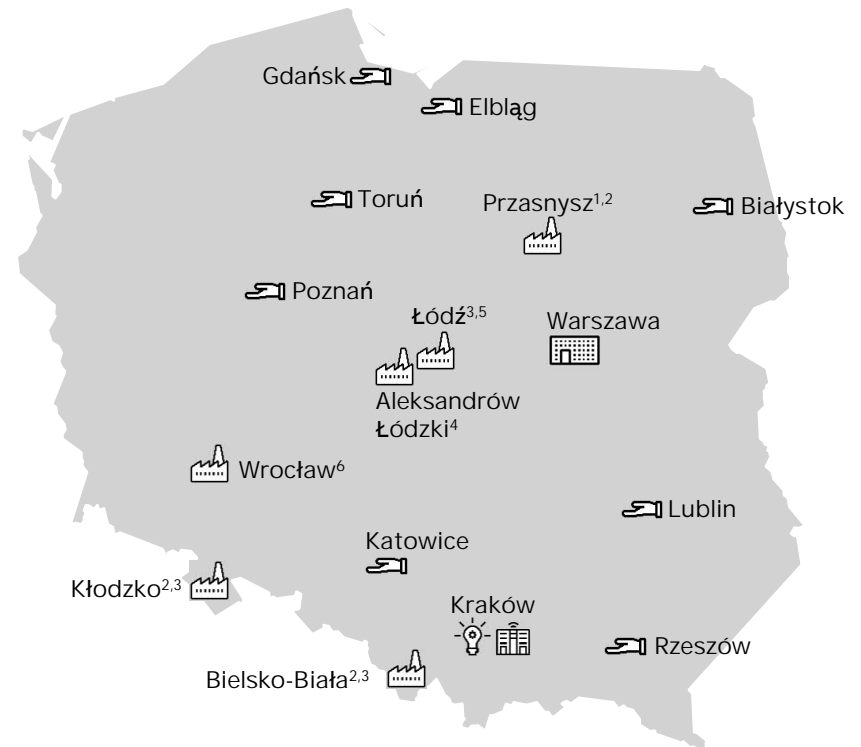 Gdańsk
Elbląg
Toruń
Przasnysz1,2
Białystok
Poznań
Łódź3,5
Warszawa
Aleksandrów
Łódzki4
Wrocław6
Lublin
Katowice
Kłodzko2,3
Kraków
Rzeszów
Bielsko-Biała2,3